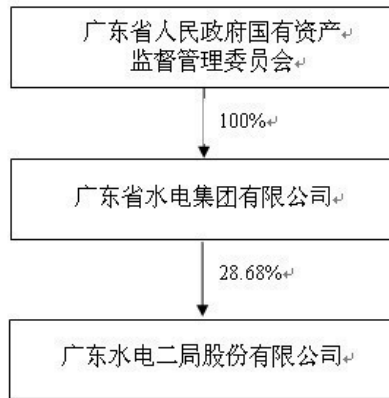 广东省人民政府国有资产
监督管理委员会
100%
广东省水电集团有限公司
28.68%
广东水电二局股份有限公司